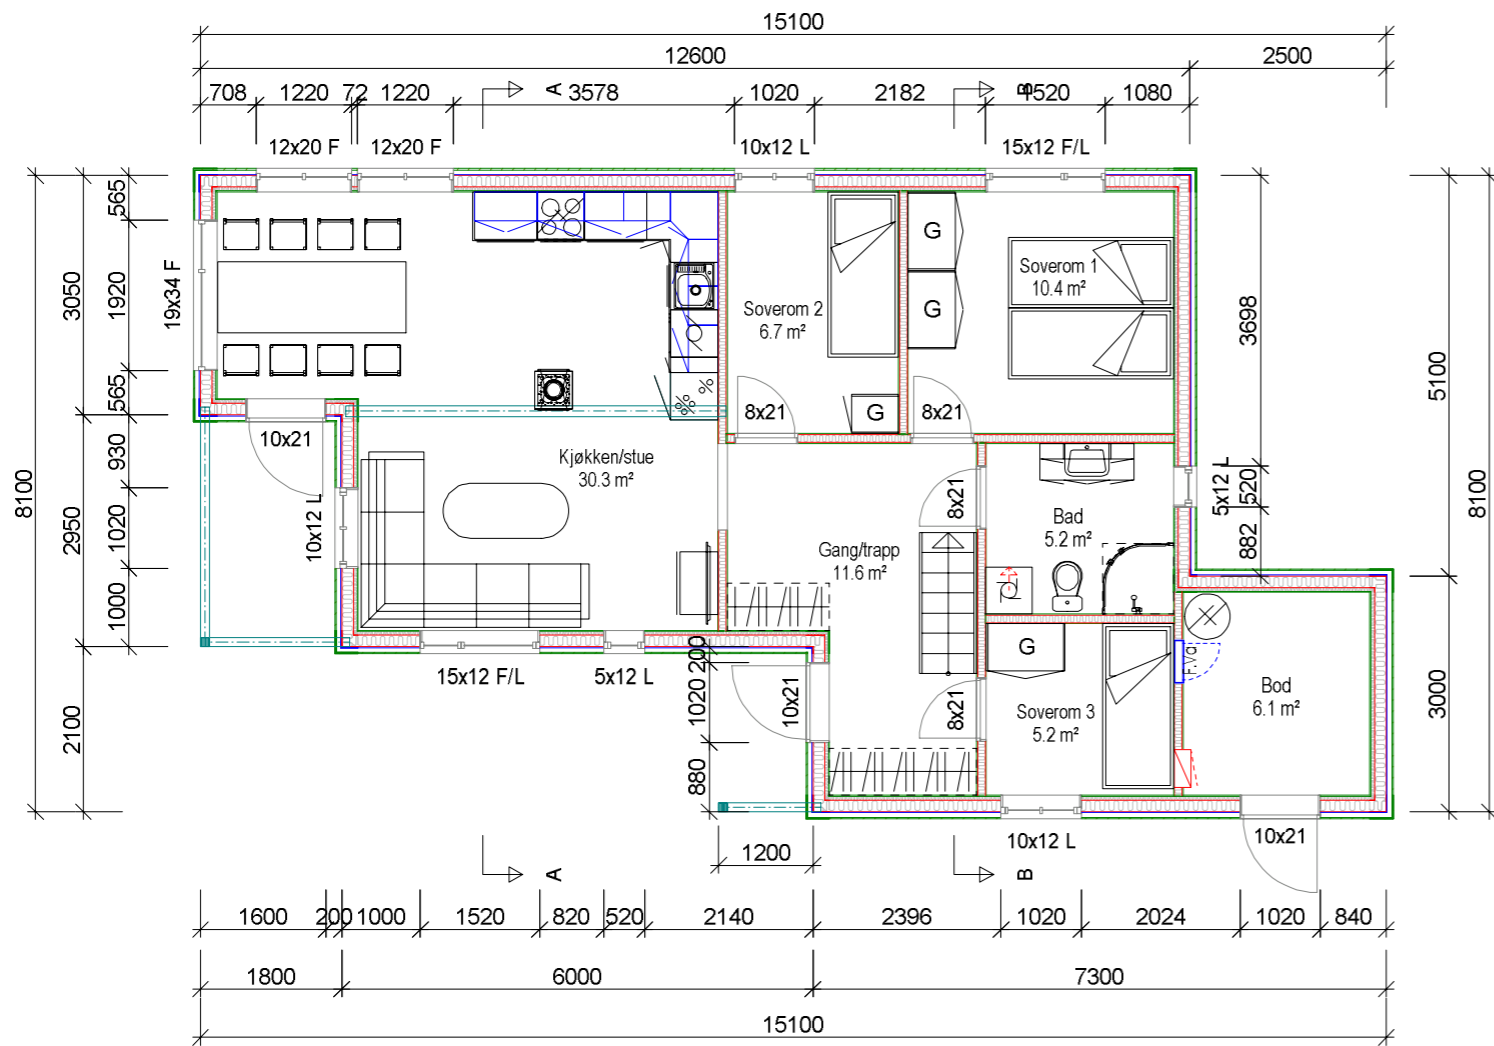 15100
12600 2500
708 1220 72 1220 A 3578 1020 2182 B 1520 1080
12x20 F 12x20 F 10x12 L 15x12 F/L
565
1920
3050
19x34 F
565
930
1020
2950
1000
8100
2100
10x21
10x12 L
G
G
Soverom 1
10.4 m²
Soverom 2
6.7 m²
8x21
G
8x21
% % %
Kjøkken/stue
30.3 m²
8x21
Bad
5.2 m²
Gang/trapp
11.6 m²
3698
5100
5x12 L
520
882
8100
3000
G
Soverom 3
5.2 m²
8x21
Bod
6.1 m²
15x12 F/L 5x12 L
200
1020
10x21
880
10x12 L
10x21
1200
A B
1600 200 1000 1520 820 520 2140 2396 1020 2024 1020 840
1800 6000 7300
15100